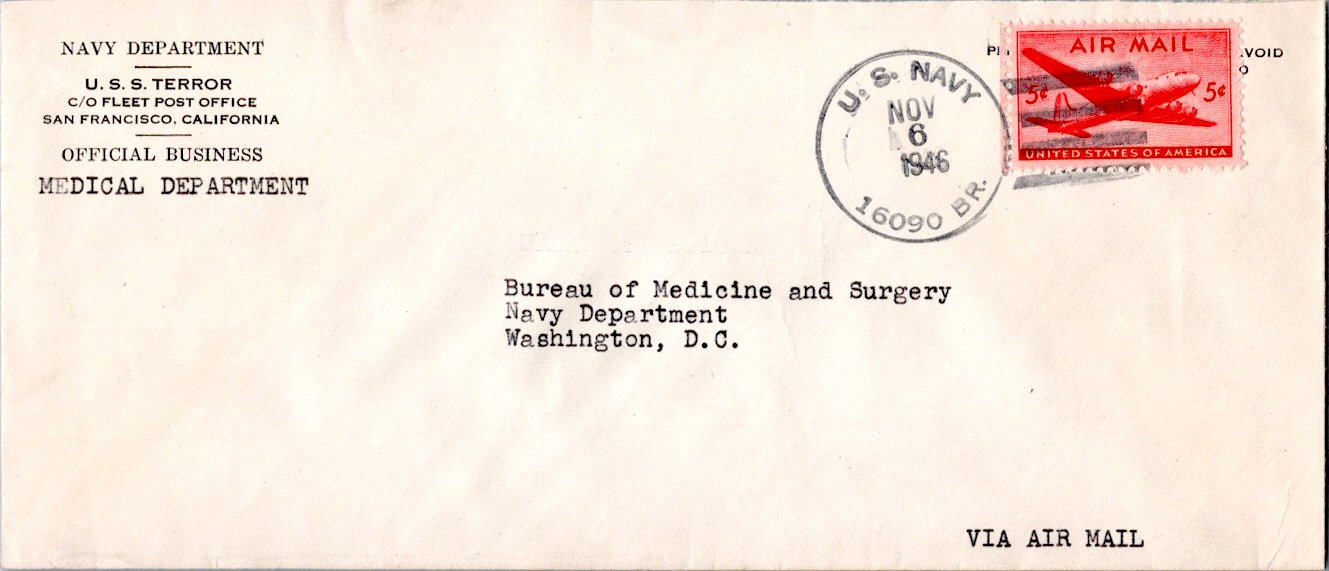 NAVY DEPARTMENT
U. S. S. TERROR
C/O FLEET POST OFFICE
SAN FRANCISCO, CALIFORNIA
OFFICIAL BUSINESS
MEDICAL DEPARTMENT
U.S. NAVY
NOV
6
1946
16090 BR.
AIR MAIL
5¢ 5¢
UNITED STATES OF AMERICA
Bureau of Medicine and Surgery
Navy Department
Washington, D.C.
VIA AIR MAIL